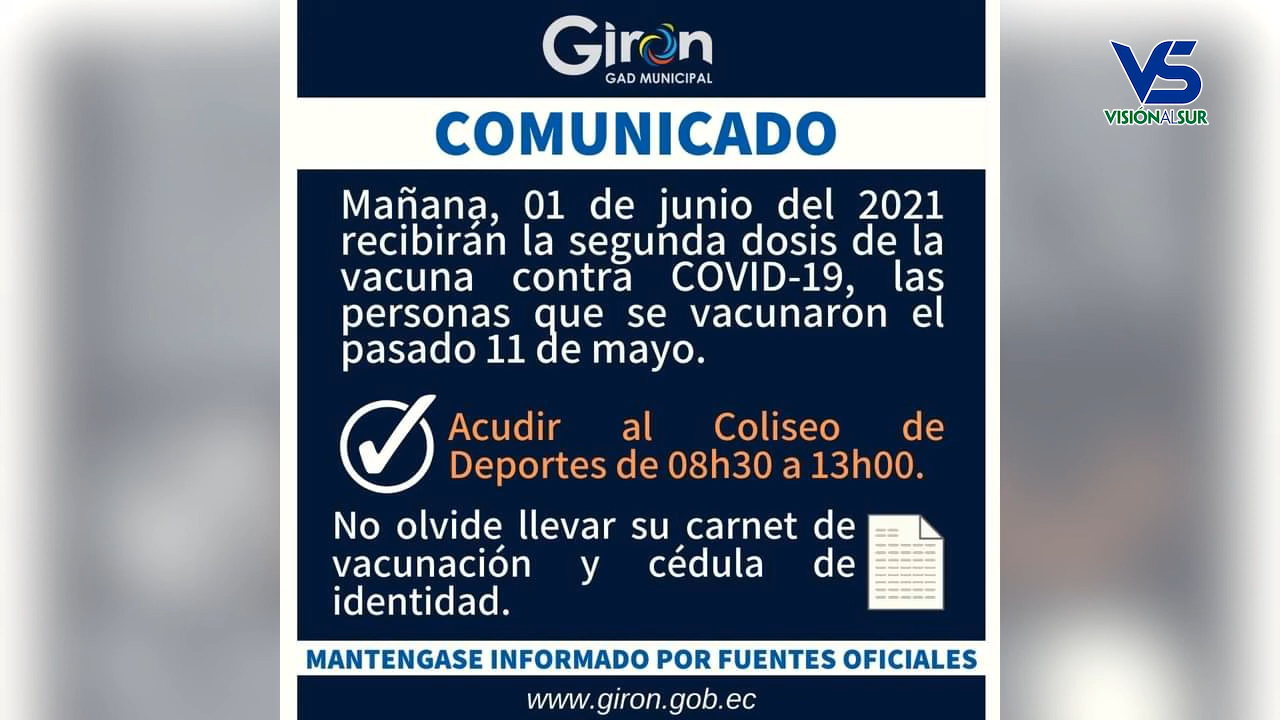 Girón
GAD MUNICIPAL
VS
VISIÓNALSUR
COMUNICADO
Mañana, 01 de junio del 2021
recibirán la segunda dosis de la
vacuna contra COVID-19, las
personas que se vacunaron el
pasado 11 de mayo.
Acudir al Coliseo de
Deportes de 08h30 a 13h00.
No olvide llevar su carnet de
vacunación y cédula de
identidad.
MANTENGASE INFORMADO POR FUENTES OFICIALES
www.giron.gob.ec